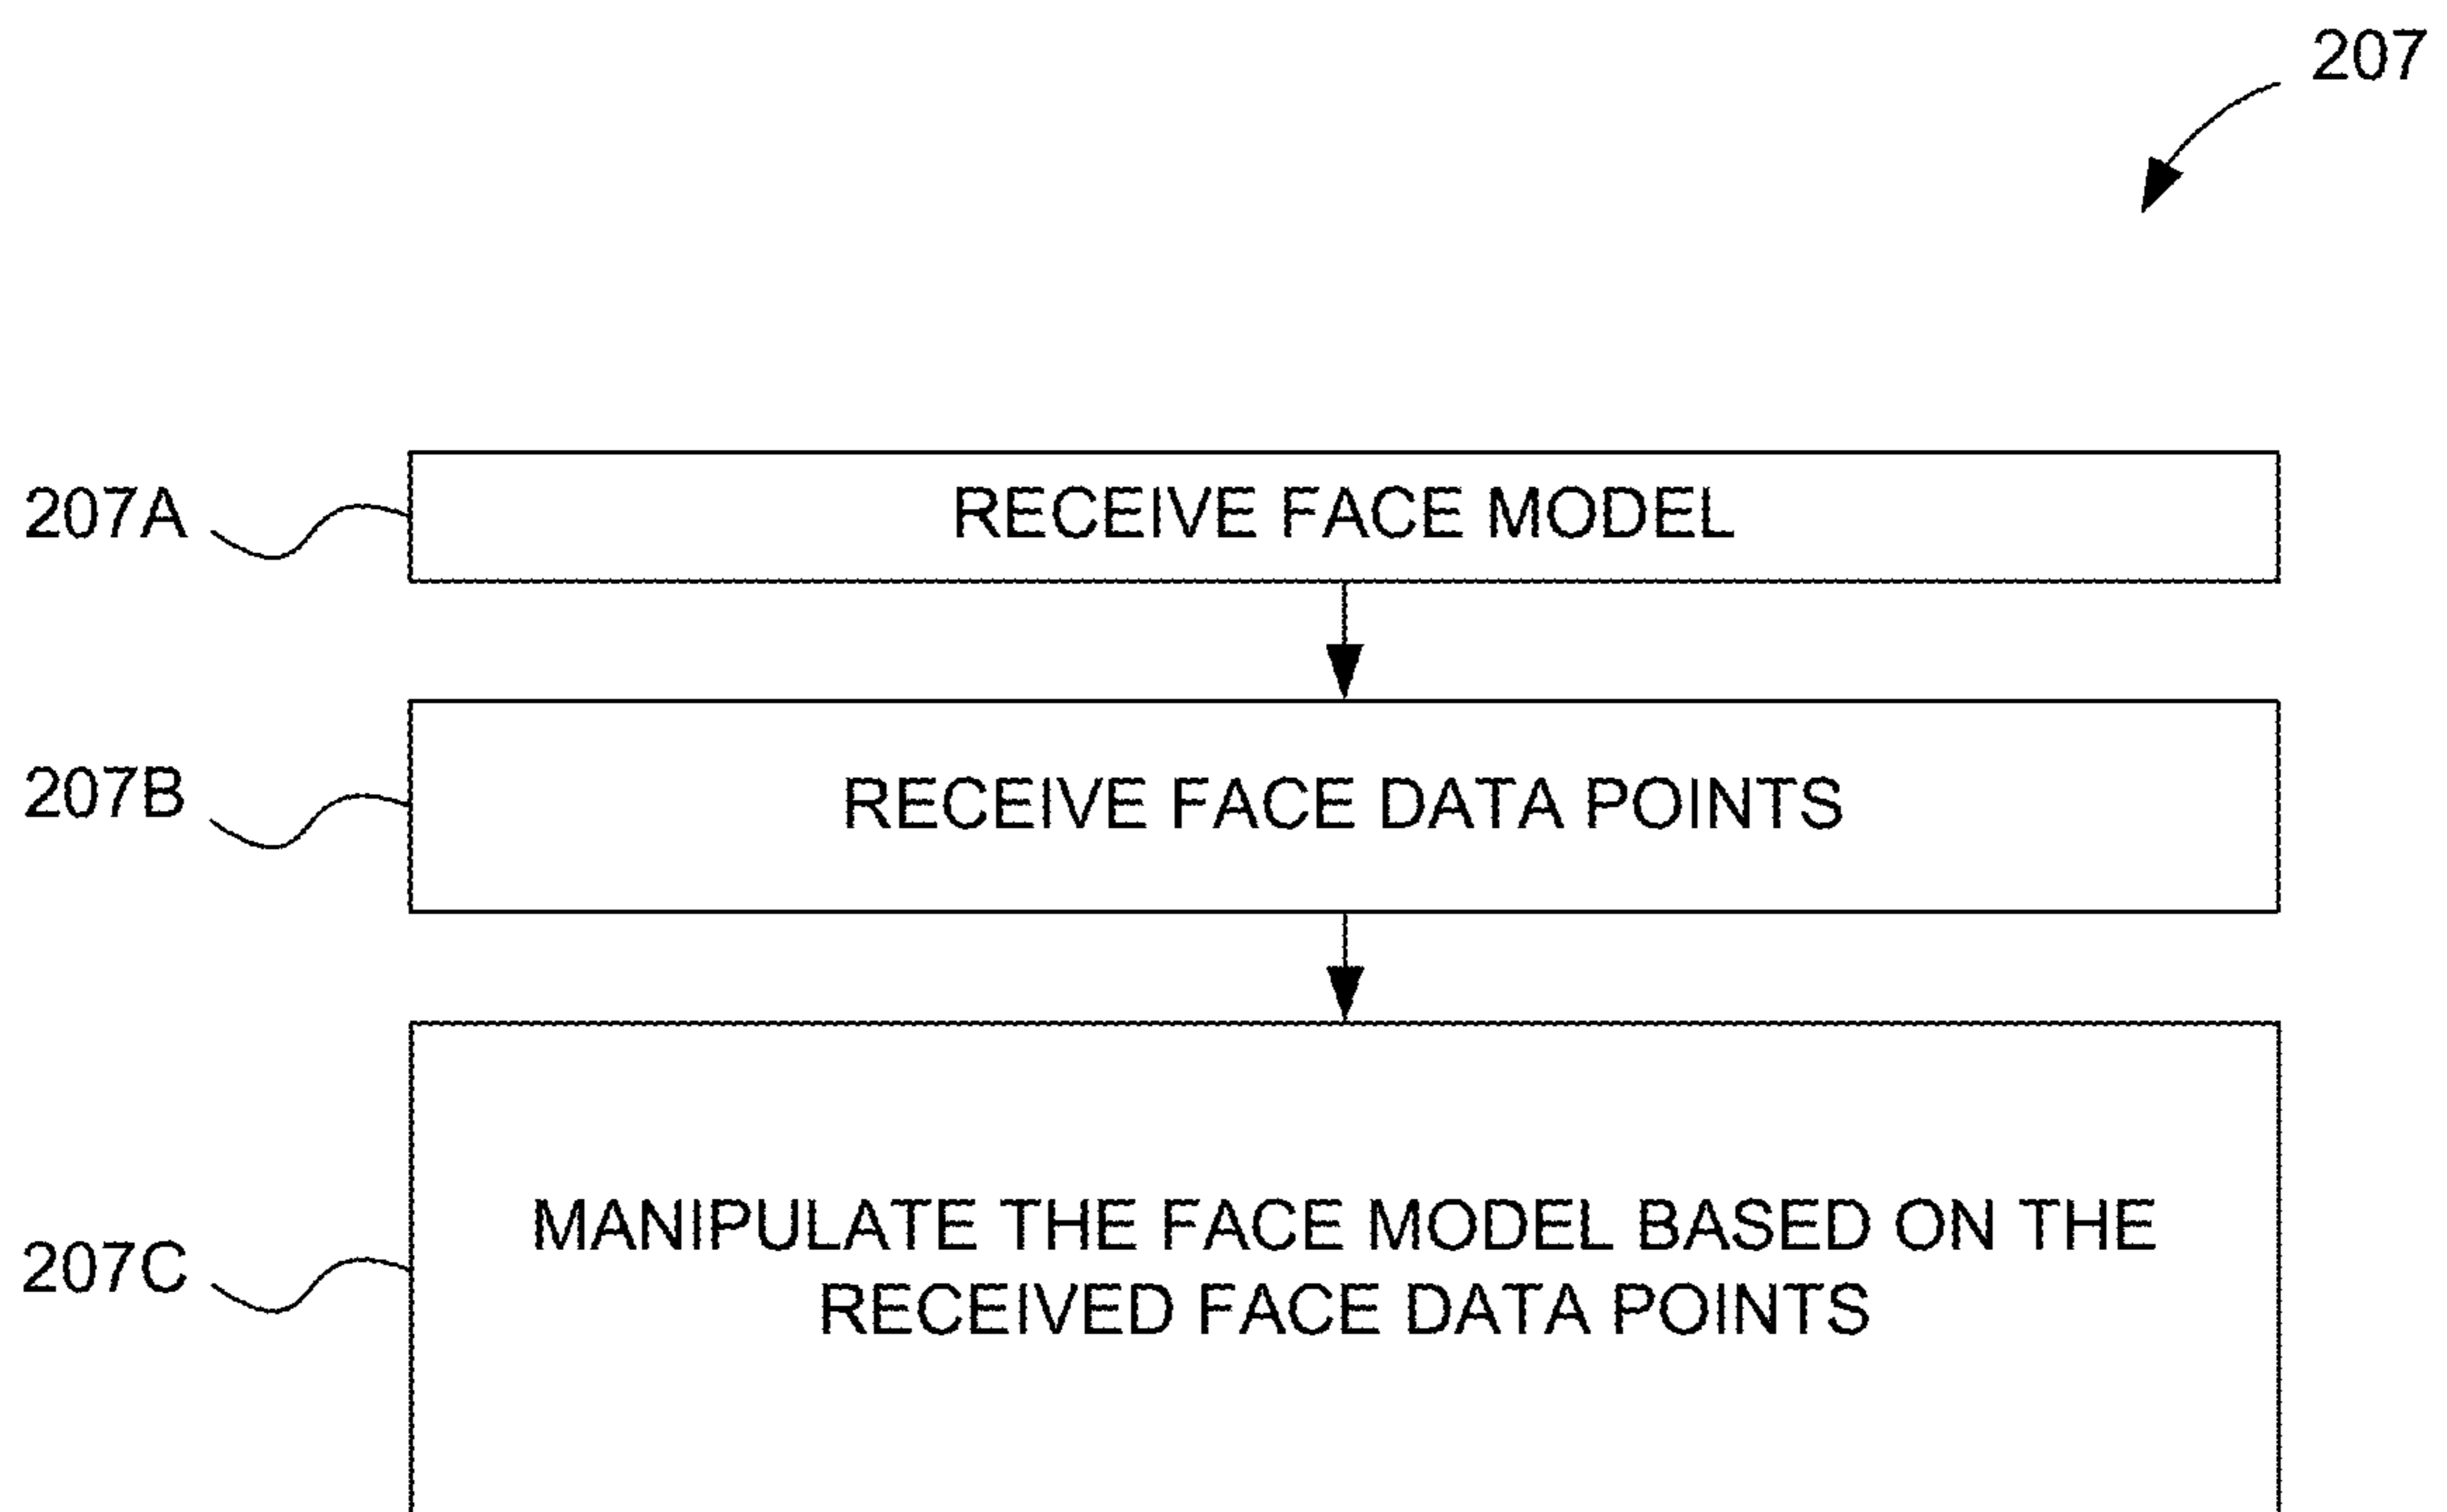 207
207A
RECEIVE FACE MODEL
207B
RECEIVE FACE DATA POINTS
207C
MANIPULATE THE FACE MODEL BASED ON THE
RECEIVED FACE DATA POINTS